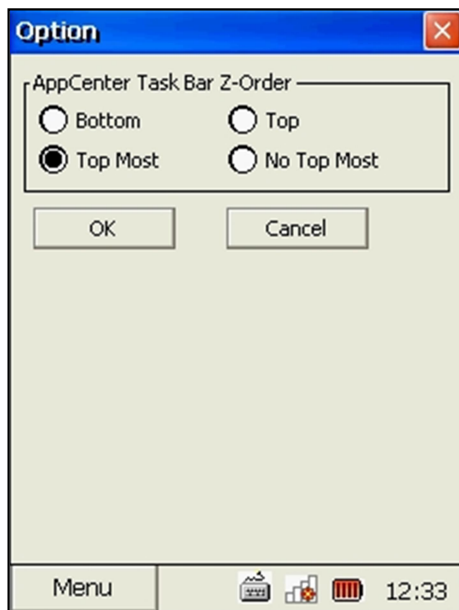 Option
AppCenter Task Bar Z-Order
Bottom Top
Top Most No Top Most
OK Cancel
Menu 12:33